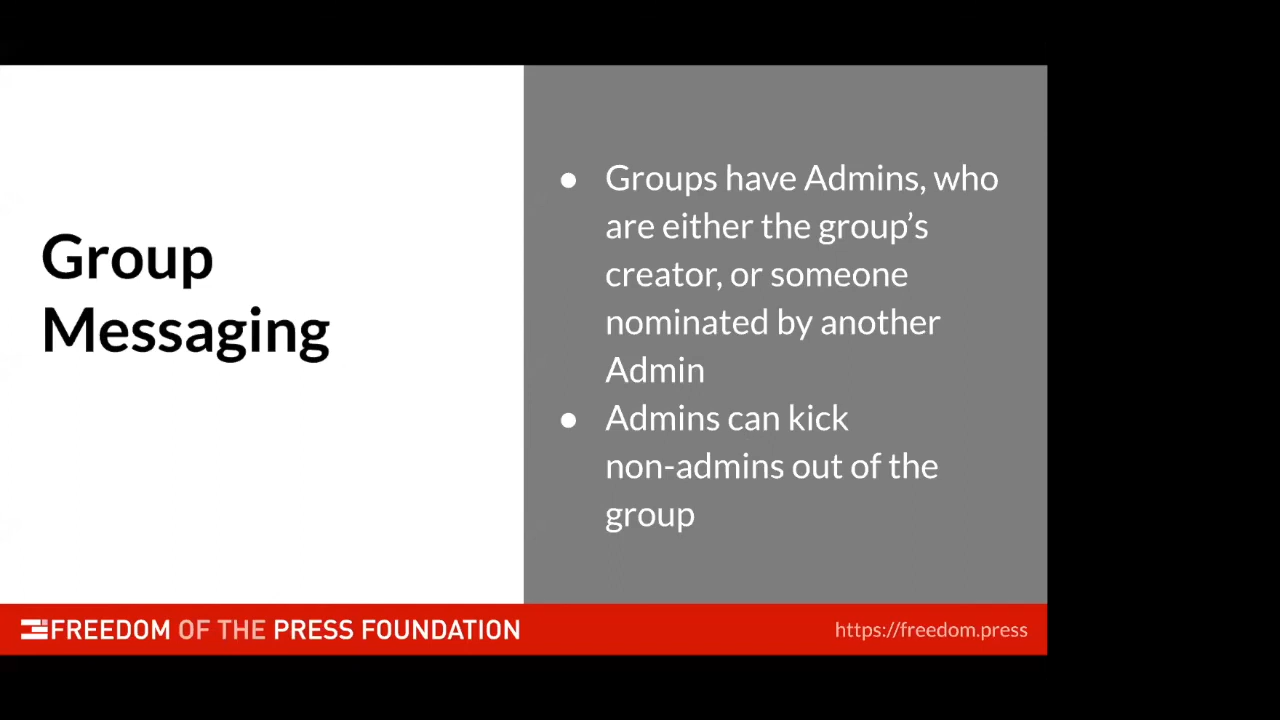 Group
Messaging
● Groups have Admins, who
are either the group’s
creator, or someone
nominated by another
Admin
● Admins can kick
non-admins out of the
group
FREEDOM OF THE PRESS FOUNDATION
https://freedom.press